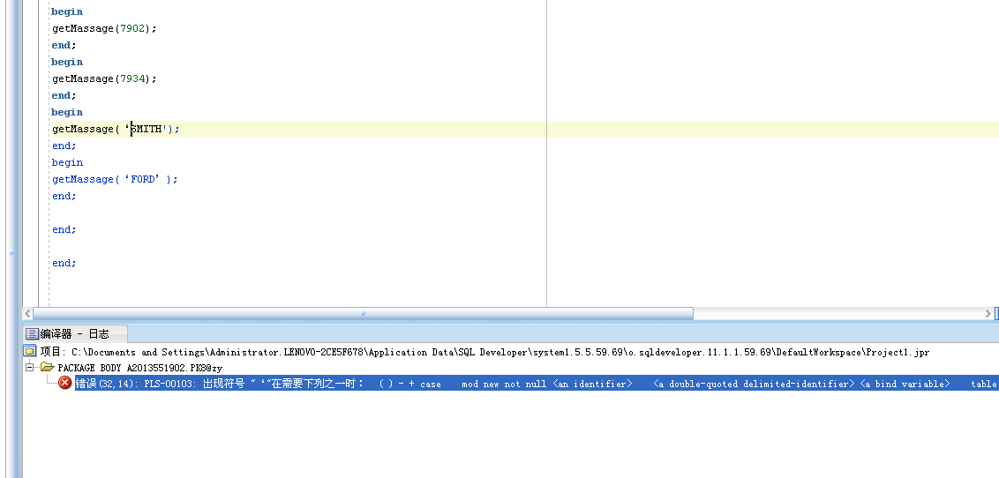 begin
getMassage(7902);
end;
begin
getMassage(7934);
end;
begin
getMassage(‘SMITH');
end;
begin
getMassage(‘FORD’);
end;
end;
end;
编译器 - 日志
项目: C:\Documents and Settings\Administrator.LENOVO-2CE5F678\Application Data\SQL Developer\system1.5.5.59.69\o.sqldeveloper.11.1.1.59.69\DefaultWorkspace\Project1.jpr
PACKAGE BODY A2013551902.PK8@zy
错误(32,14): PLS-00103: 出现符号 "‘"在需要下列之一时： ( ) - + case mod new not null <an identifier> <a double-quoted delimited-identifier> <a bind variable> table